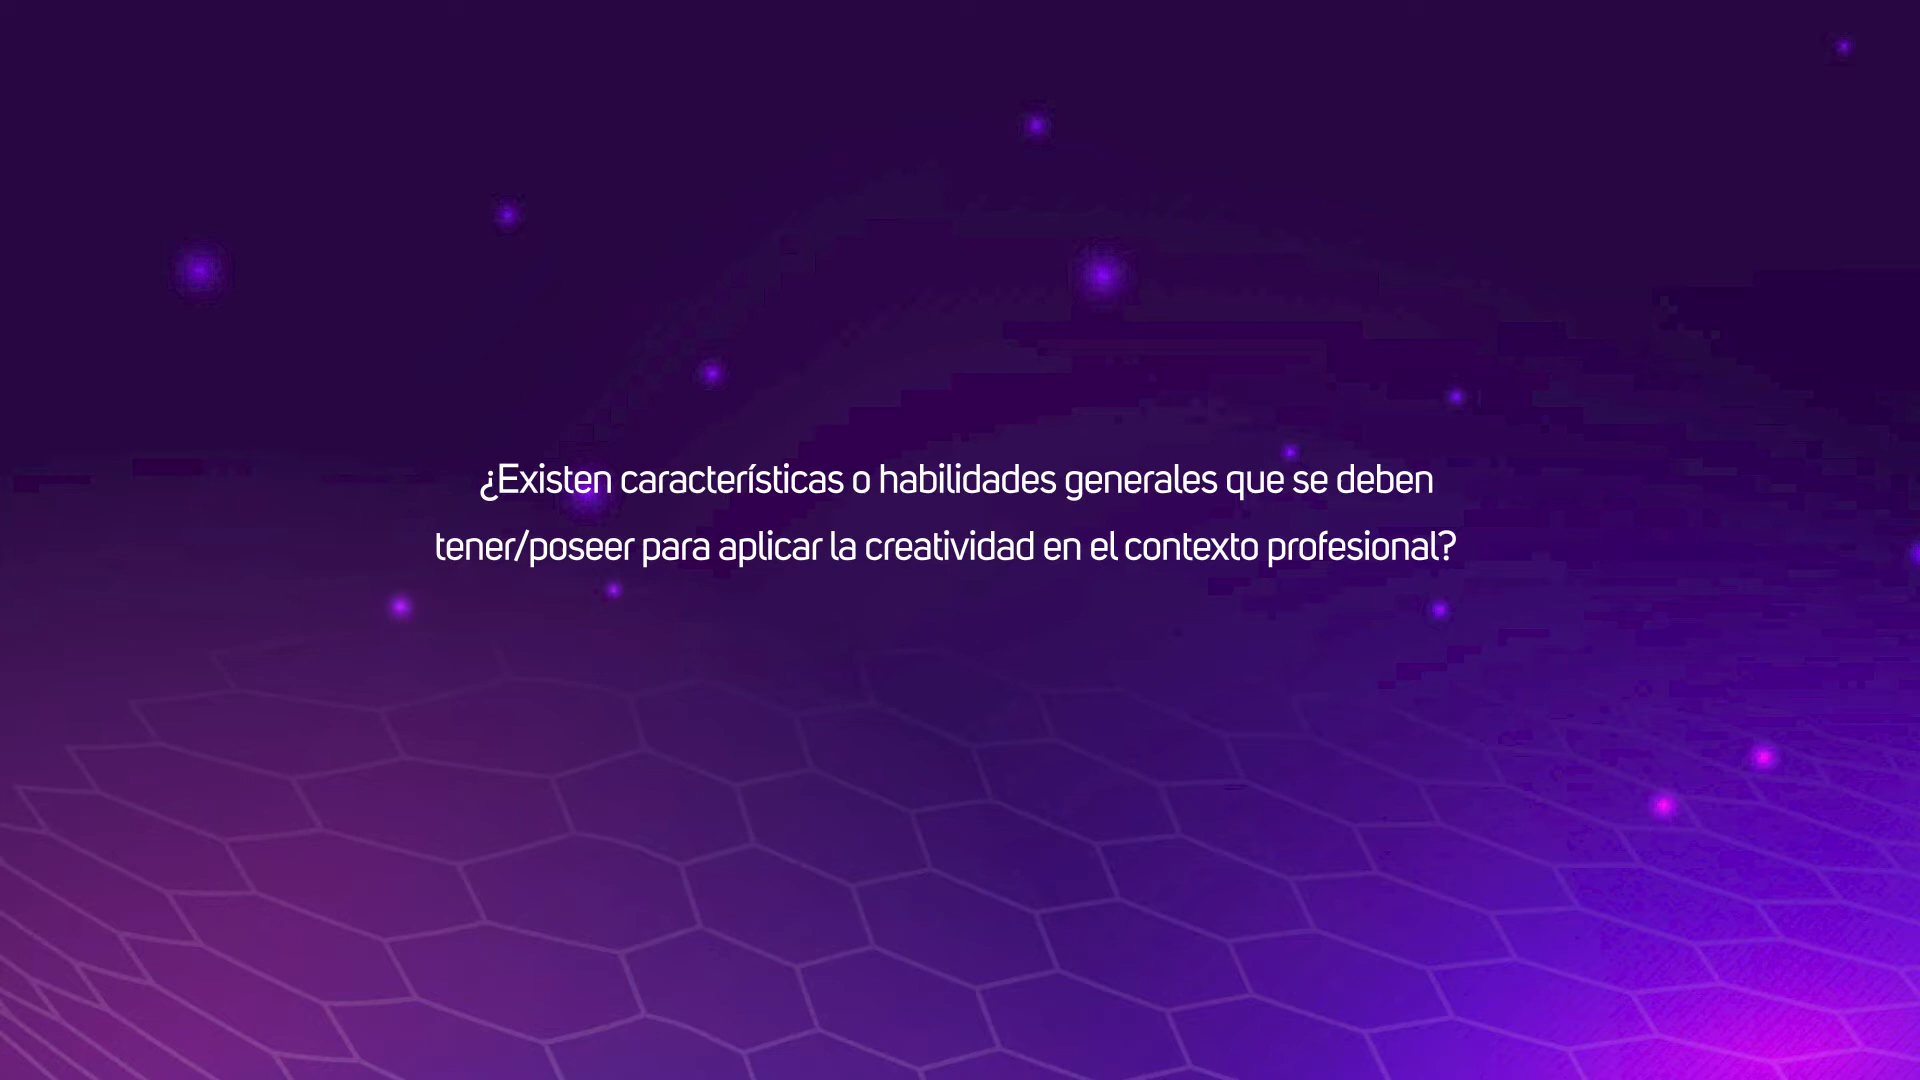 ¿Existen características o habilidades generales que se deben
tener/poseer para aplicar la creatividad en el contexto profesional?